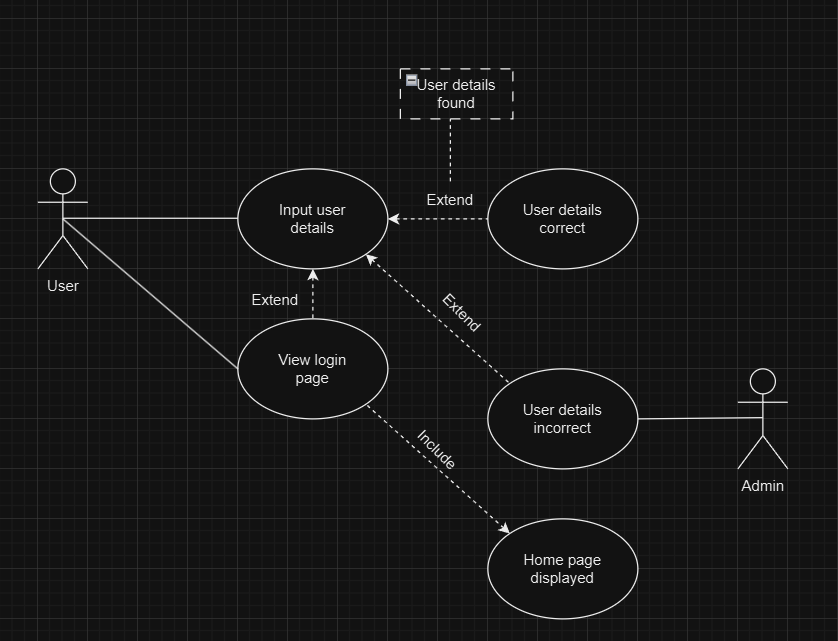 User details
found
Input user
details
Extend
User details
correct
User
Extend
Extend
View login
page
User details
incorrect
Include
Admin
Home page
displayed